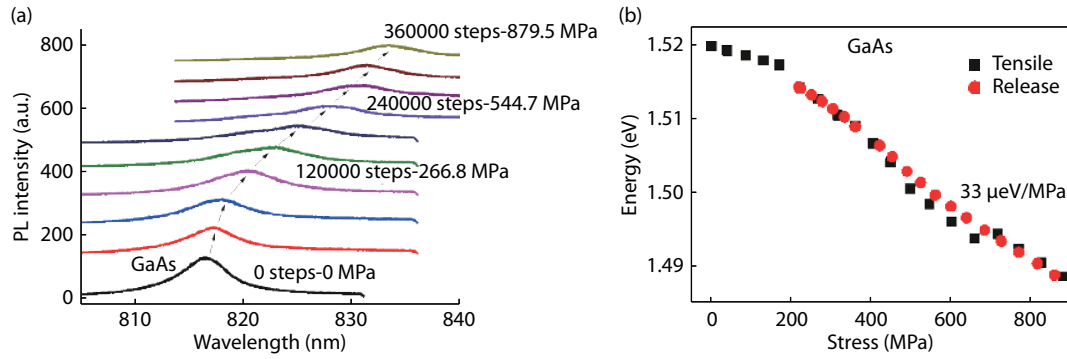 (a)
800
600
400
200
0
PL intensity (a.u.)
360000 steps-879.5 MPa
240000 steps-544.7 MPa
120000 steps-266.8 MPa
GaAs
0 steps-0 MPa
810
820
830
840
Wavelength (nm)
(b)
1.52
1.51
1.50
1.49
Energy (eV)
GaAs
Tensile
Release
33 μeV/MPa
0
200
400
600
800
Stress (MPa)